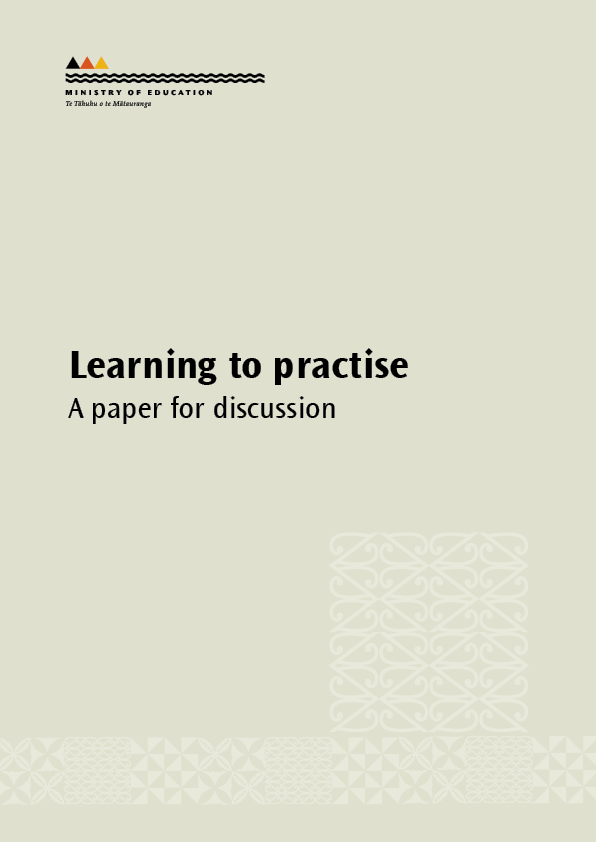 MINISTRY OF EDUCATION
Te Tāhuhu o te Mātauranga
Learning to practise
A paper for discussion